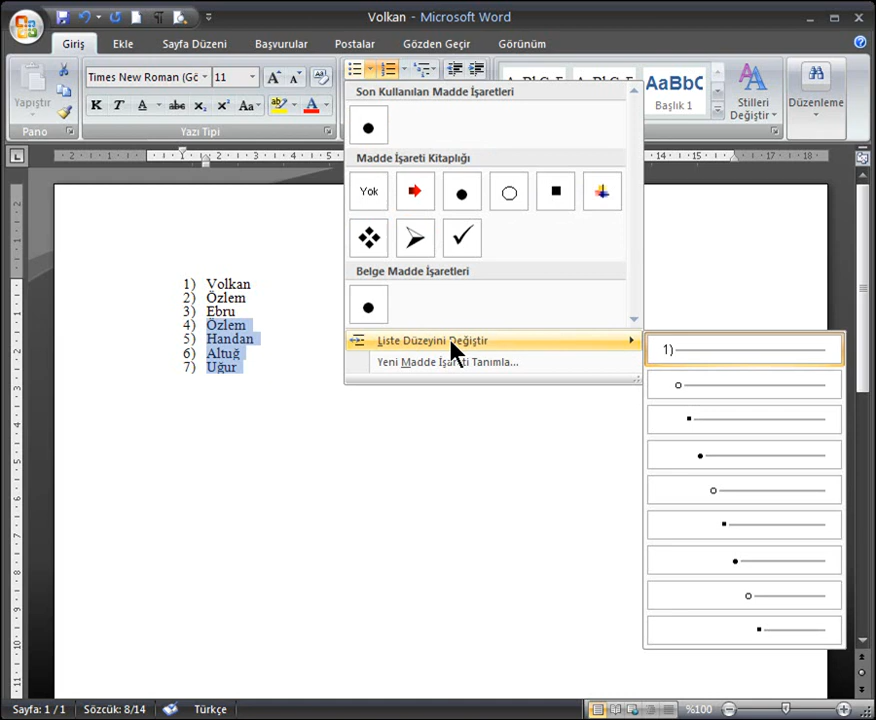 Volkan - Microsoft Word
Giriş Ekle Sayfa Düzeni Başvurular Postalar Gözden Geçir Görünüm
Times New Roman (Gö 11
Yapıştır
K T A abc x₂ x² Aa
Pano Yazı Tipi
AaBbC
Başlık 1
Stilleri Değiştir
Düzenleme
Son Kullanılan Madde İşaretleri
Madde İşareti Kitaplığı
Yok
Belge Madde İşaretleri
Liste Düzeyini Değiştir
Yeni Madde İşareti Tanımla...
1)
1) Volkan
2) Özlem
3) Ebru
4) Özlem
5) Handan
6) Altuğ
7) Uğur
Sayfa: 1 / 1 Sözcük: 8/14 Türkçe %100